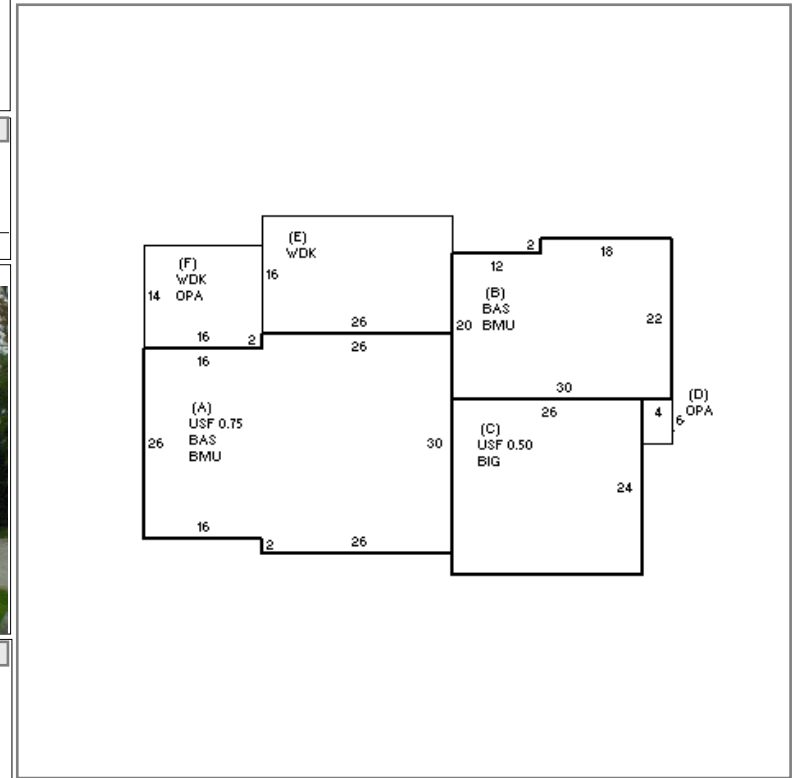 (E)
WDK
16
26
(F)
WDK
OPA
14
16
2
2
18
12
(B)
BAS
BMU
20
22
30
26
16
(A)
USF 0.75
BAS
BMU
26
30
16
2
26
26
(C)
USF 0.50
BIG
24
4
6
(D)
OPA